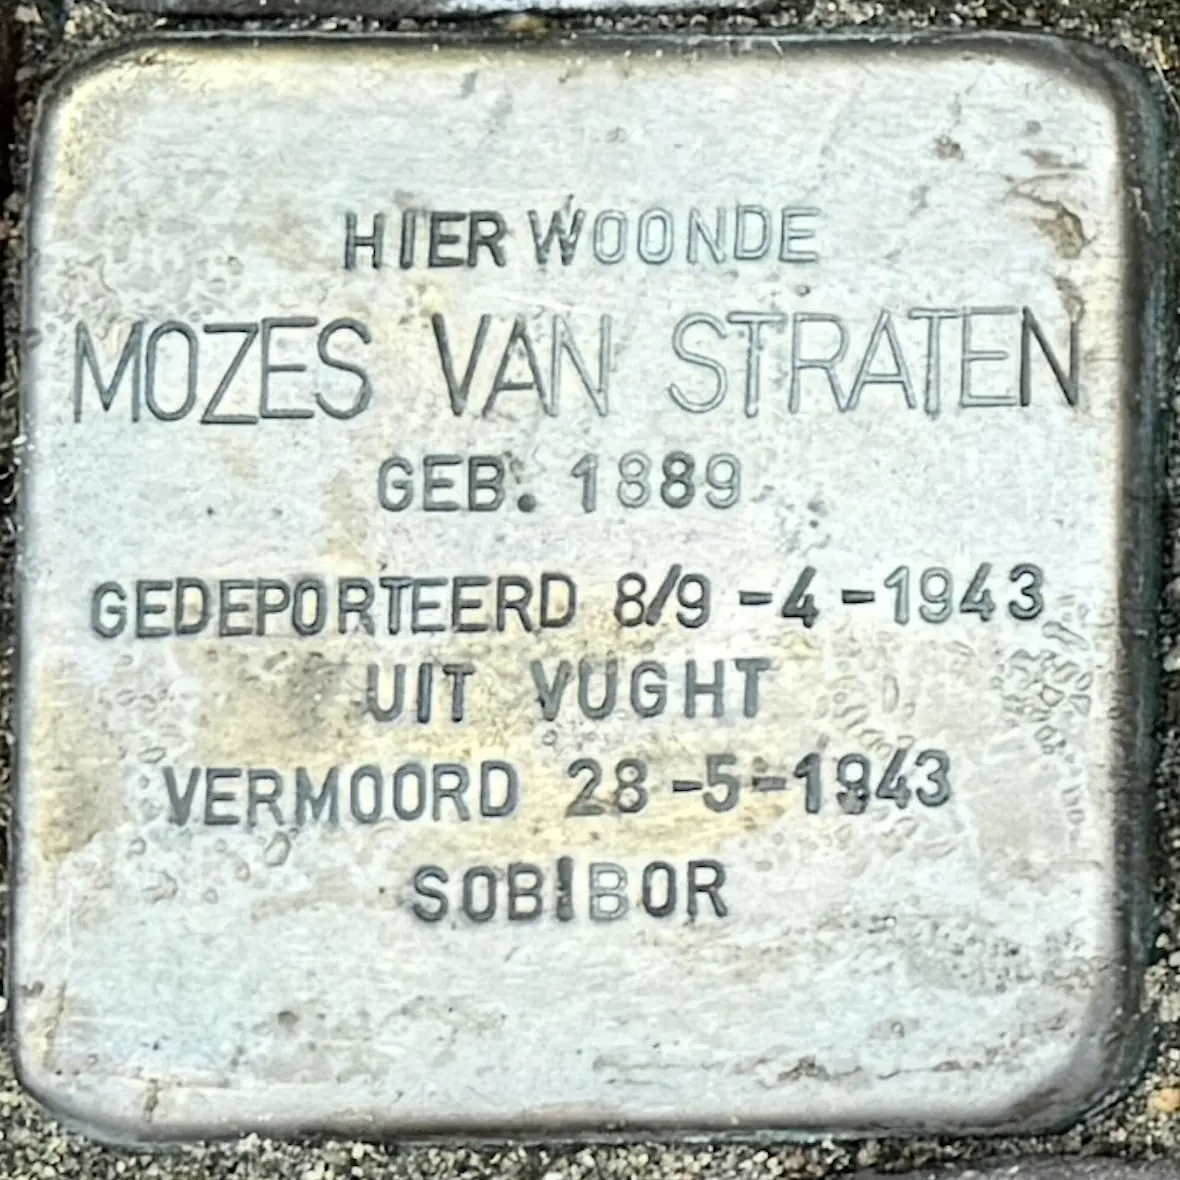 HIER WOONDE
MOZES VAN STRATEN
GEB. 1889
GEDEPORTEERD 8/9-4-1943
UIT VUGHT
VERMOORD 28-5-1943
SOBIBOR